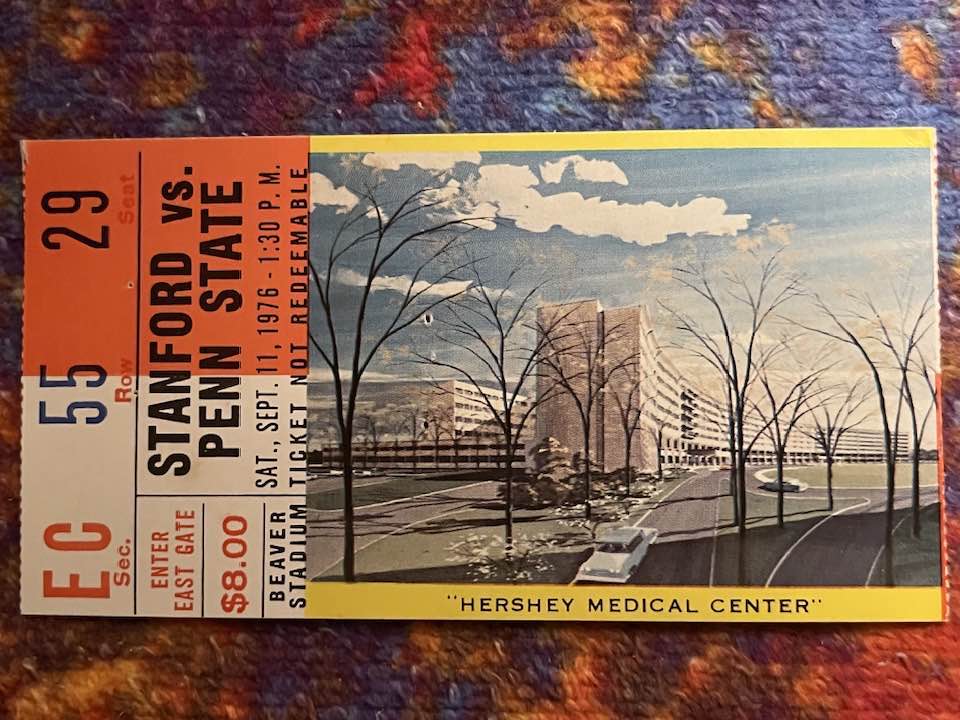 EC
Sec.
55
Row
29
Seat
STANFORD vs.
PENN STATE
SAT., SEPT. 11, 1976 - 1:30 P. M.
ENTER
EAST GATE
$8.00
BEAVER
STADIUM TICKET NOT REDEEMABLE
"HERSHEY MEDICAL CENTER"